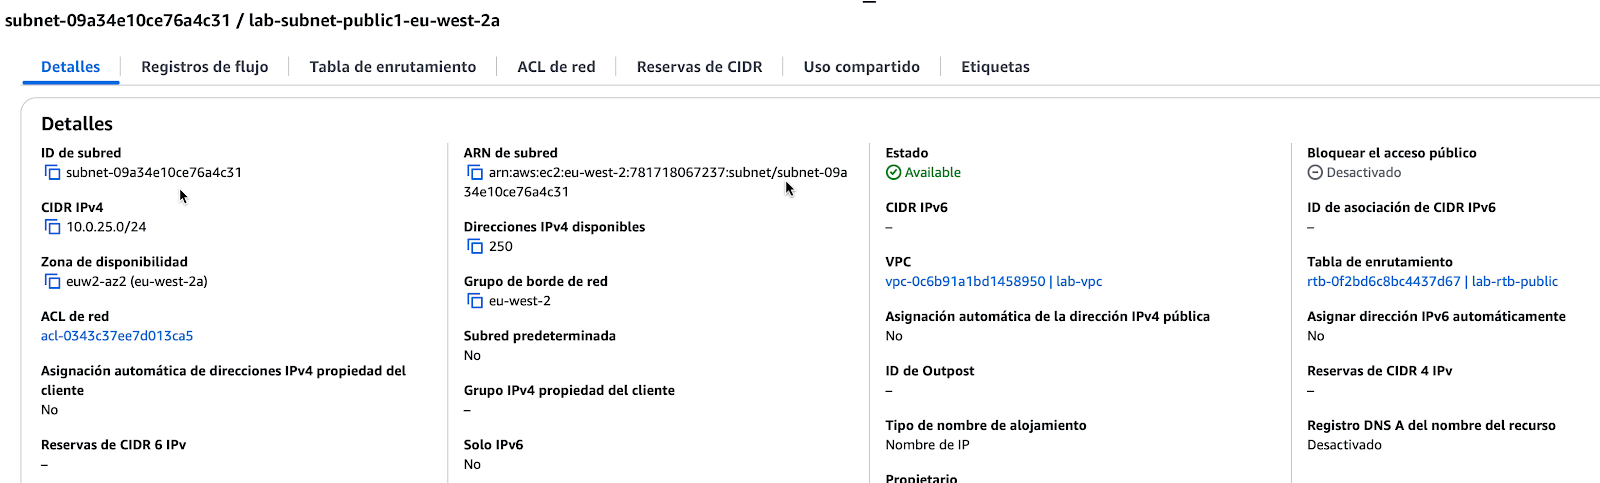 subnet-09a34e10ce76a4c31 / lab-subnet-public1-eu-west-2a
Detalles
Registros de flujo
Tabla de enrutamiento
ACL de red
Reservas de CIDR
Uso compartido
Etiquetas
Detalles
ID de subred
subnet-09a34e10ce76a4c31
CIDR IPv4
10.0.25.0/24
Zona de disponibilidad
euw2-az2 (eu-west-2a)
ACL de red
acl-0343c37ee7d013ca5
Asignación automática de direcciones IPv4 propiedad del
cliente
No
Reservas de CIDR 6 IPv
–
ARN de subred
arn:aws:ec2:eu-west-2:781718067237:subnet/subnet-09a
34e10ce76a4c31
Direcciones IPv4 disponibles
250
Grupo de borde de red
eu-west-2
Subred predeterminada
No
Grupo IPv4 propiedad del cliente
–
Solo IPv6
No
Estado
Available
CIDR IPv6
–
VPC
vpc-0c6b91a1bd1458950 | lab-vpc
Asignación automática de la dirección IPv4 pública
No
ID de Outpost
–
Tipo de nombre de alojamiento
Nombre de IP
Propietario
Bloquear el acceso público
Desactivado
ID de asociación de CIDR IPv6
–
Tabla de enrutamiento
rtb-0f2bd6c8bc4437d67 | lab-rtb-public
Asignar dirección IPv6 automáticamente
No
Reservas de CIDR 4 IPv
–
Registro DNS A del nombre del recurso
Desactivado